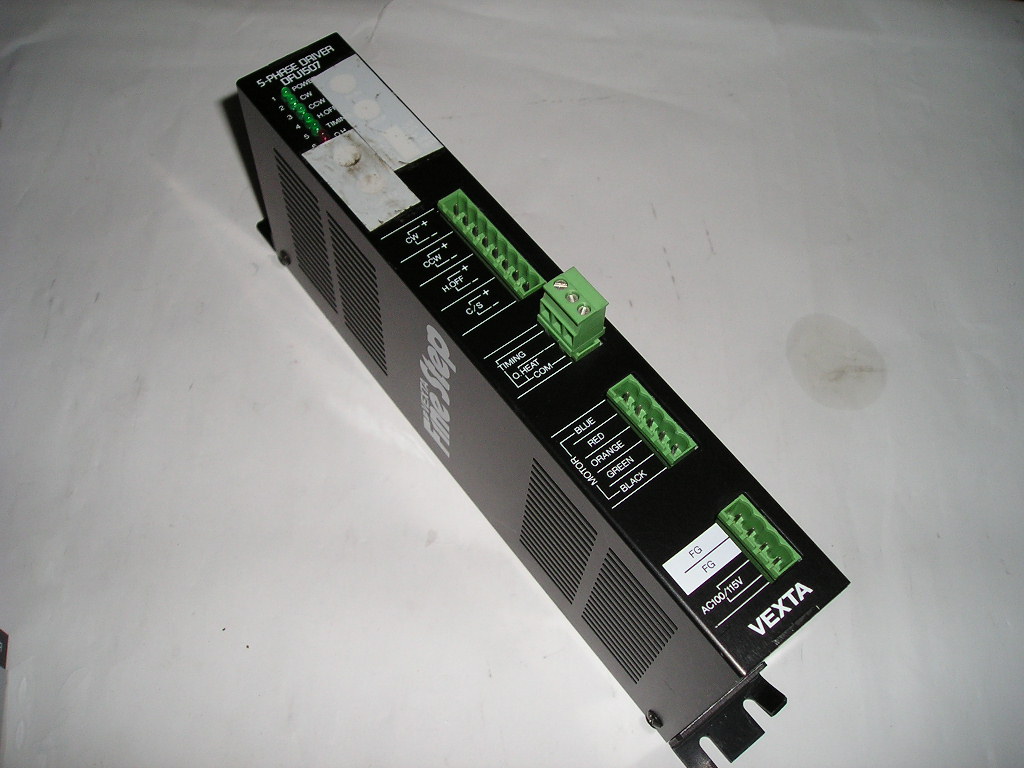 5-PHASE DRIVER
DFU1507
1 POWER
2 CW
3 CCW
4 H.OFF
5 TIMING
6 O.H.
CW + -
CCW + -
H.OFF + -
C/S + -
TIMING
O.HEAT
COM
VEXTA
FineStep
MOTOR
BLUE
RED
ORANGE
GREEN
BLACK
FG
FG
AC100/115V
VEXTA